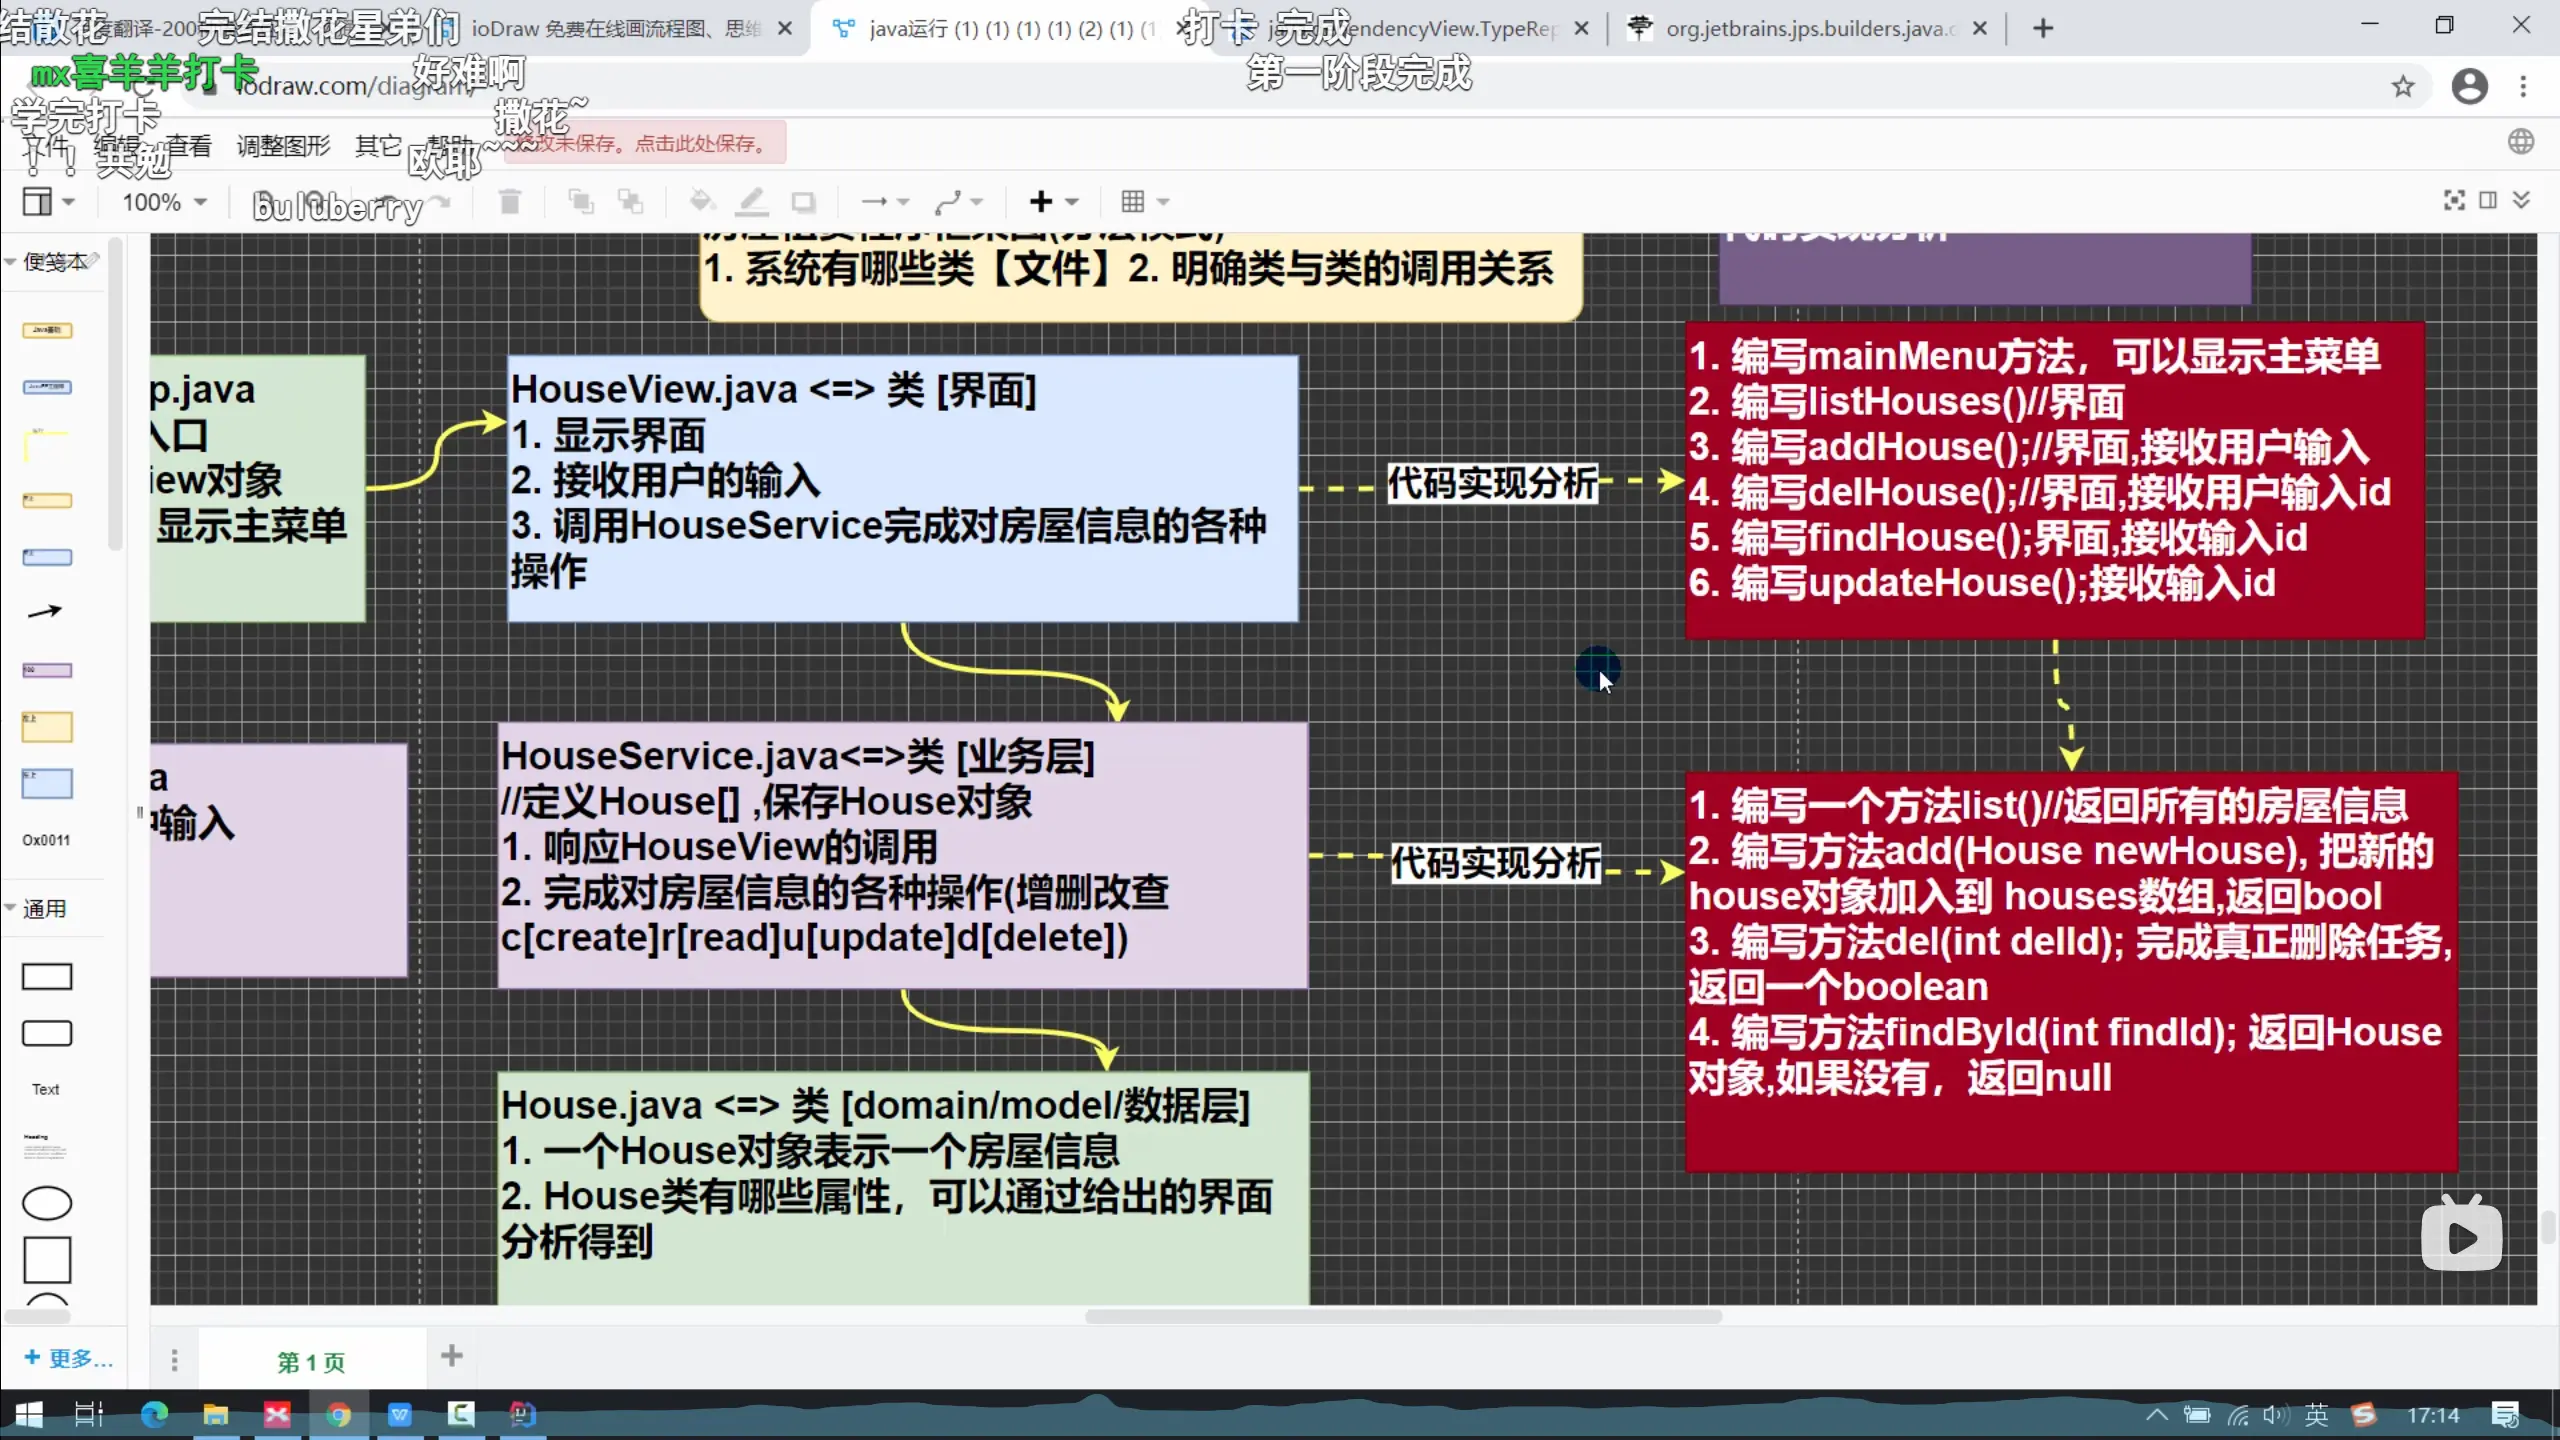 结撒花
完结撒花星弟们
打卡 完成
翻译-200
ioDraw 免费在线画流程图、思维
java运行 (1) (1) (1) (1) (2) (1) (1
endencyView.TypeRep
org.jetbrains.jps.builders.java.c
mx喜羊羊打卡
好难啊
第一阶段完成
iodraw.com/diagram/
学完打卡
撒花~
文件 编辑 查看 调整图形 其它 帮助
修改未保存。点击此处保存。
！！共勉
欧耶~~~
100%
buluberry
便笺本
1. 系统有哪些类【文件】2. 明确类与类的调用关系
p.java
入口
iew对象
显示主菜单
HouseView.java <=> 类 [界面]
1. 显示界面
2. 接收用户的输入
3. 调用HouseService完成对房屋信息的各种
操作
代码实现分析
1. 编写mainMenu方法，可以显示主菜单
2. 编写listHouses()//界面
3. 编写addHouse();//界面,接收用户输入
4. 编写delHouse();//界面,接收用户输入id
5. 编写findHouse();界面,接收输入id
6. 编写updateHouse();接收输入id
a
输入
HouseService.java<=>类 [业务层]
//定义House[] ,保存House对象
1. 响应HouseView的调用
2. 完成对房屋信息的各种操作(增删改查
c[create]r[read]u[update]d[delete])
代码实现分析
1. 编写一个方法list()//返回所有的房屋信息
2. 编写方法add(House newHouse), 把新的
house对象加入到 houses数组,返回bool
3. 编写方法del(int delId); 完成真正删除任务,
返回一个boolean
4. 编写方法findById(int findId); 返回House
对象,如果没有，返回null
House.java <=> 类 [domain/model/数据层]
1. 一个House对象表示一个房屋信息
2. House类有哪些属性，可以通过给出的界面
分析得到
Ox0011
通用
Text
Heading
+ 更多...
第 1 页
英
17:14